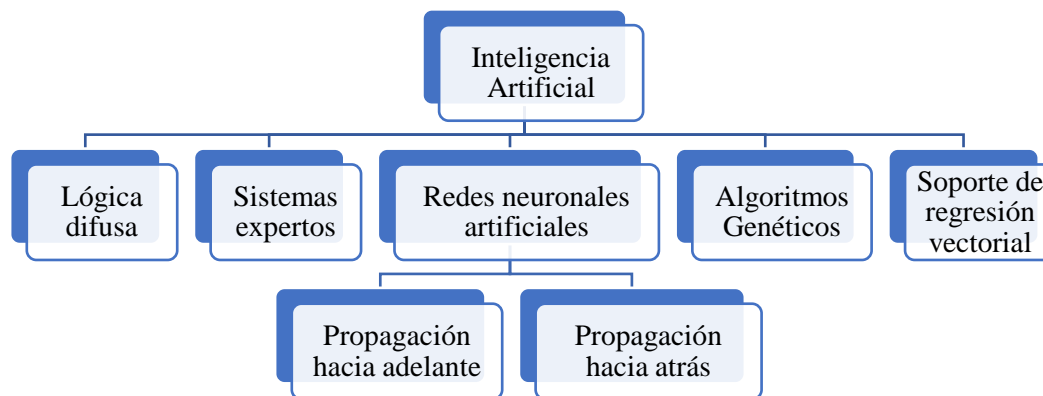 Inteligencia
Artificial
Lógica
difusa
Sistemas
expertos
Redes neuronales
artificiales
Algoritmos
Genéticos
Soporte de
regresión
vectorial
Propagación
hacia adelante
Propagación
hacia atrás